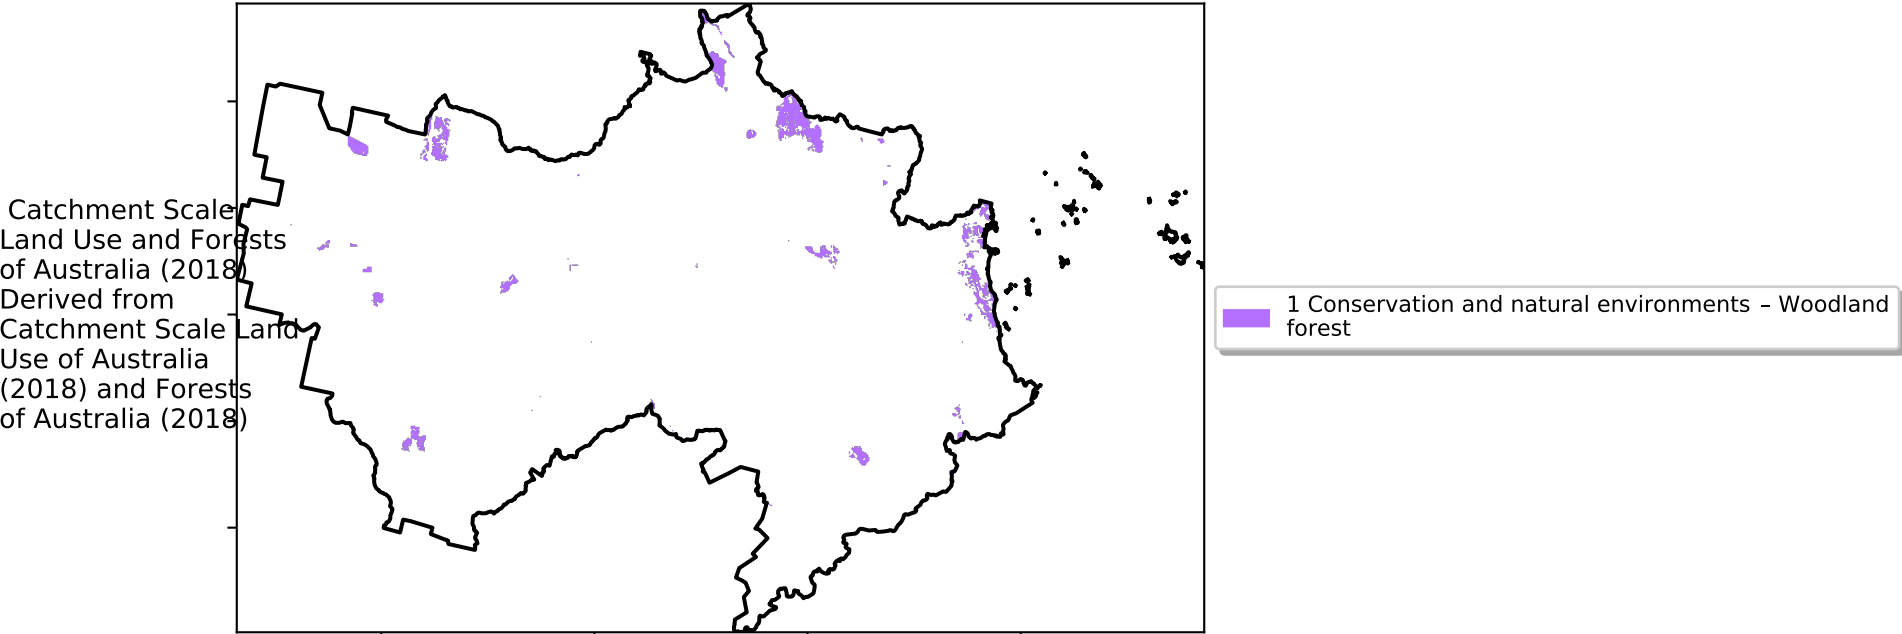 Catchment Scale
Land Use and Forests
of Australia (2018)
Derived from
Catchment Scale Land
Use of Australia
(2018) and Forests
of Australia (2018)
1 Conservation and natural environments – Woodland
forest